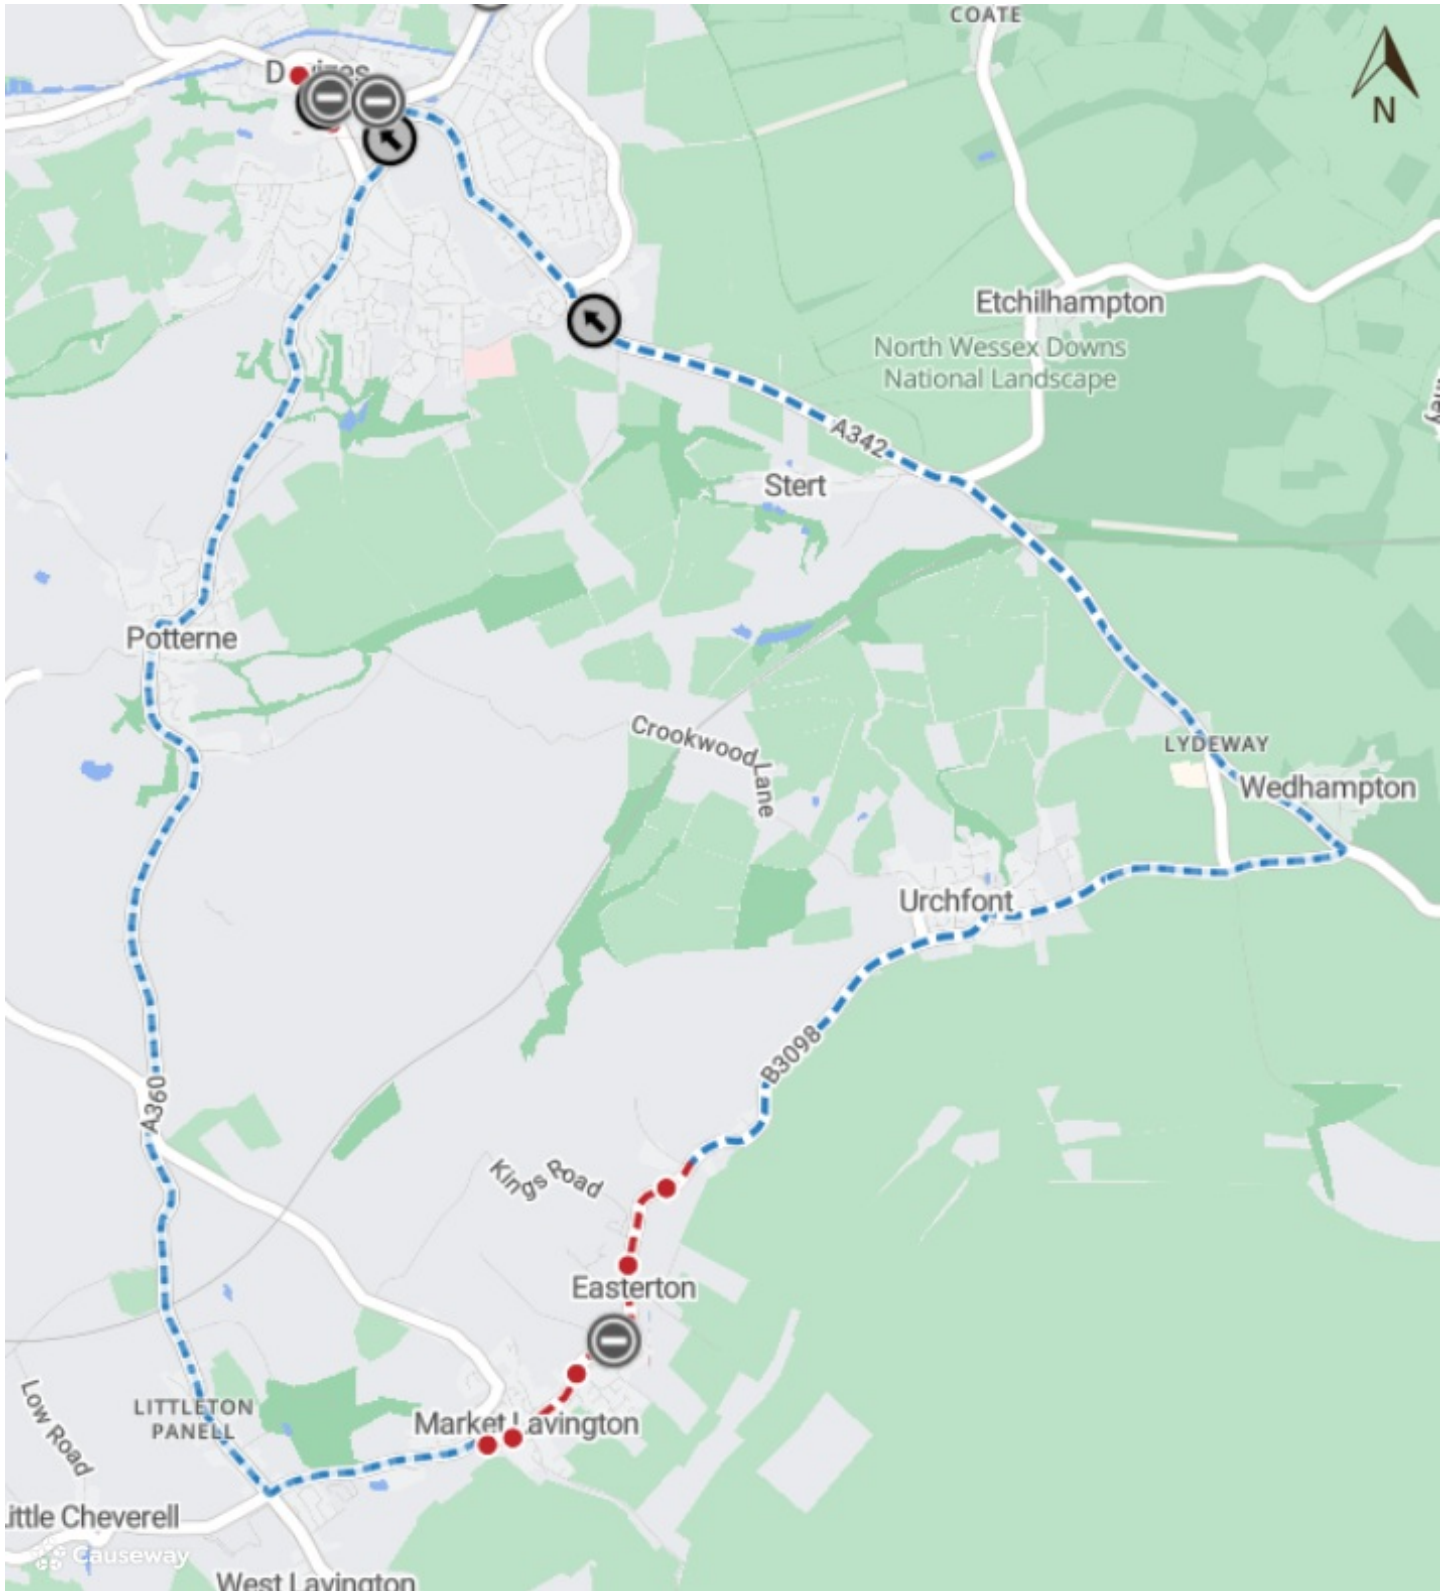 COATE
N
Etchilhampton
North Wessex Downs
National Landscape
A342
Stert
Potterne
Crookwood Lane
LYDEWAY
Wedhampton
Urchfont
B3098
A360
Kings Road
Easterton
LITTLETON
PANELL
Market Lavington
Low Road
Little Cheverell
Causeway
West Lavington